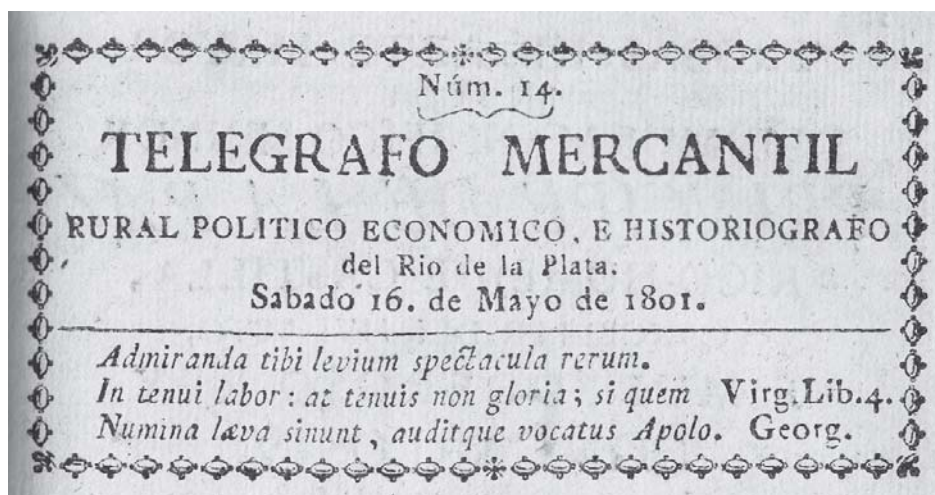 Núm. 14.
TELEGRAFO MERCANTIL
RURAL POLITICO ECONOMICO, E HISTORIOGRAFO
del Rio de la Plata.
Sabado 16. de Mayo de 1801.
Admiranda tibi levium spectacula rerum.
In tenui labor: at tenuis non gloria; si quem Virg. Lib. 4.
Numina læva sinunt, auditque vocatus Apolo. Georg.